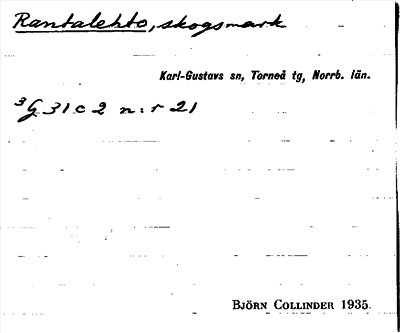 Rantalehto, skogsmark
Karl-Gustavs sn, Torneå tg, Norrb. län.
³G 31 c 2 n:r 21
BJÖRN COLLINDER 1935.